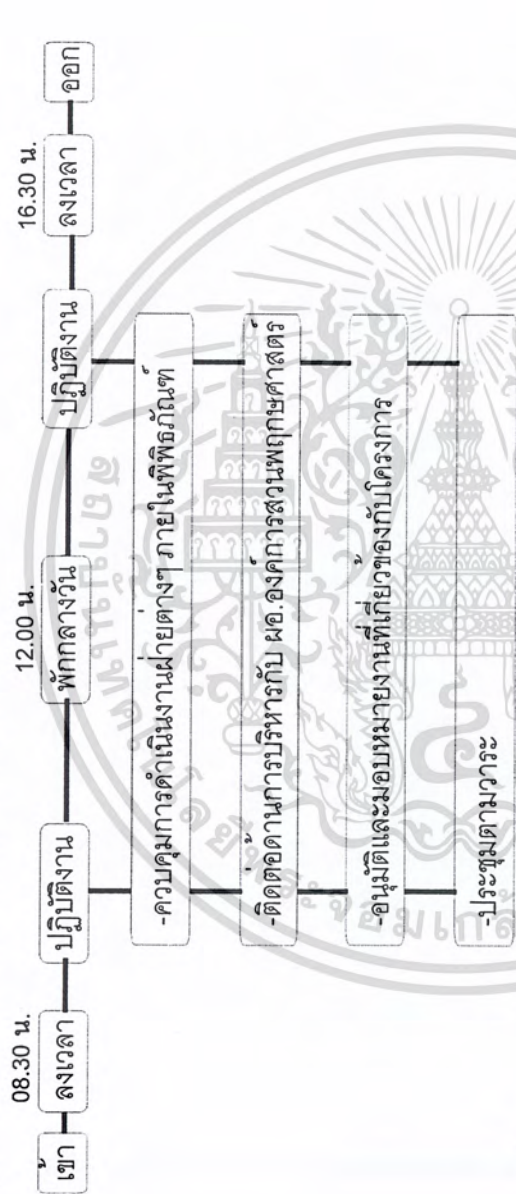 08.30 น. 12.00 น. 16.30 น.
เข้า ลงเวลา ปฏิบัติงาน พักกลางวัน ปฏิบัติงาน ลงเวลา ออก
-ควบคุมการดำเนินงานฝ่ายต่างๆ ภายในพิพิธภัณฑ์
-ติดต่อด้านการบริหารกับ ผอ.องค์การสวนพฤกษศาสตร์
-อนุมัติและมอบหมายงานที่เกี่ยวของกับโครงการ
-ประชุมตามวาระ